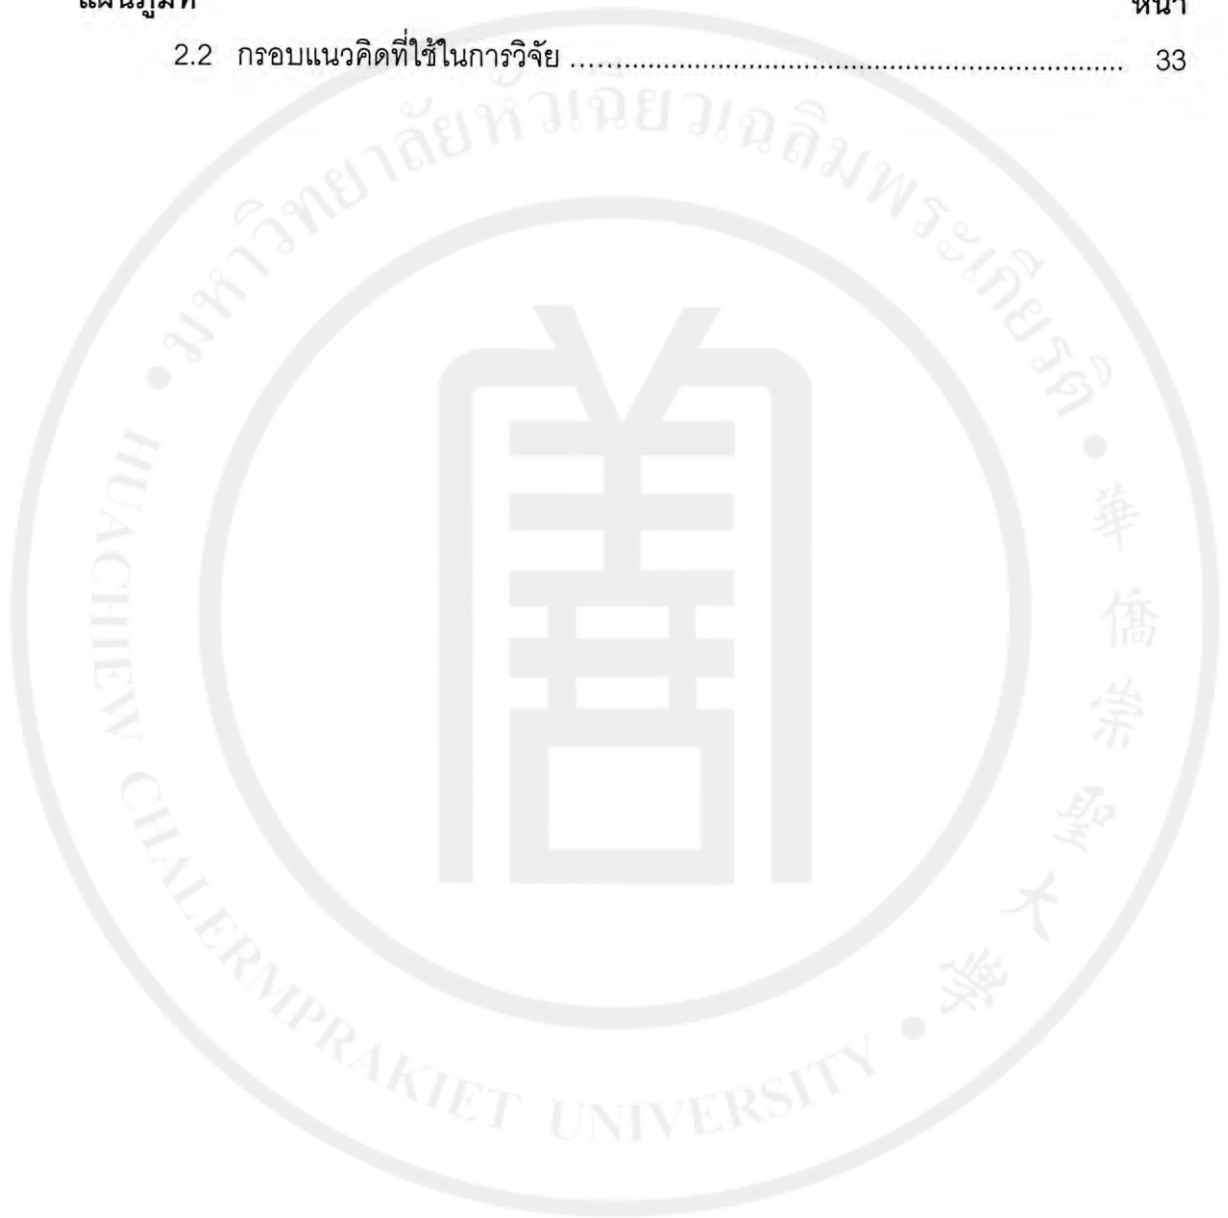 แผนภูมิที่ หน้า
2.2 กรอบแนวคิดที่ใช้ในการวิจัย ........................................................................ 33
• มหาวิทยาลัยหัวเฉียวเฉลิมพระเกียรติ •
華僑崇聖大學
HUACHIEW CHALERMPRAKIET UNIVERSITY •